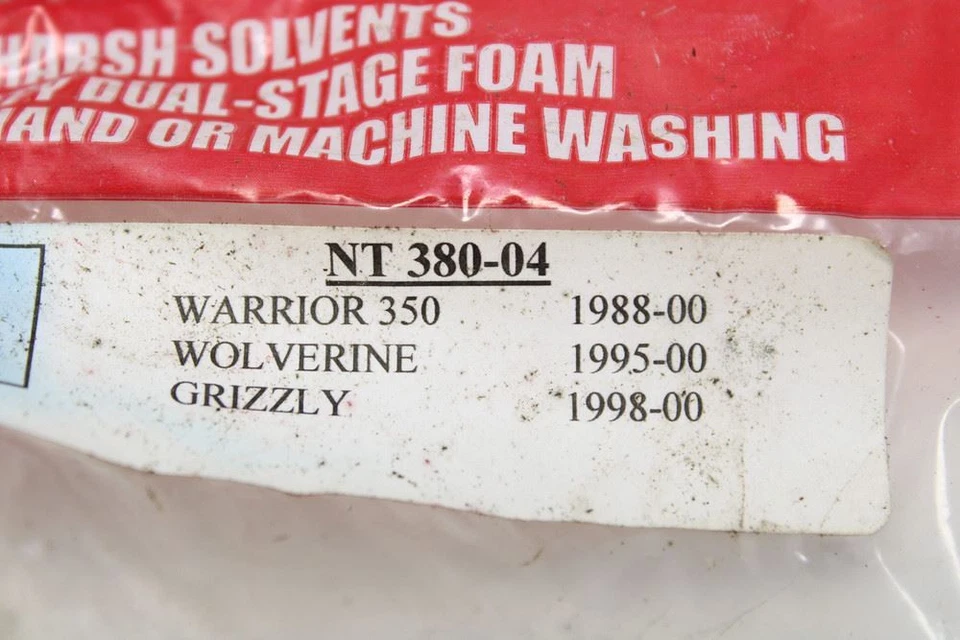 HARSH SOLVENTS
DUAL-STAGE FOAM
HAND OR MACHINE WASHING
NT 380-04
WARRIOR 350 1988-00
WOLVERINE 1995-00
GRIZZLY 1998-00